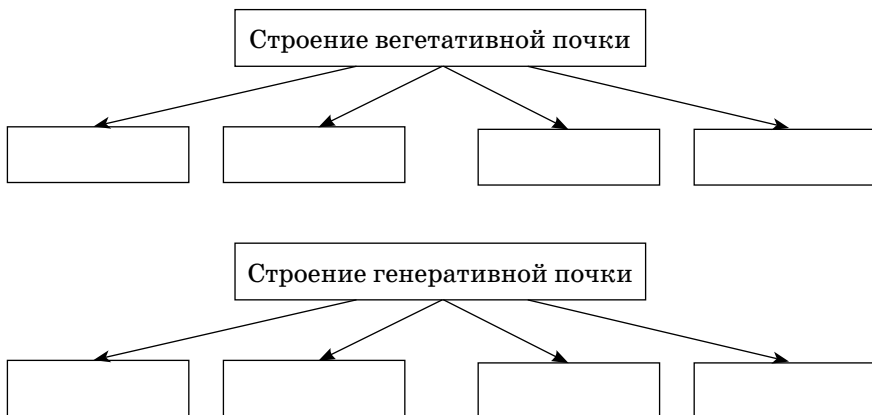 Строение вегетативной почки
Строение генеративной почки